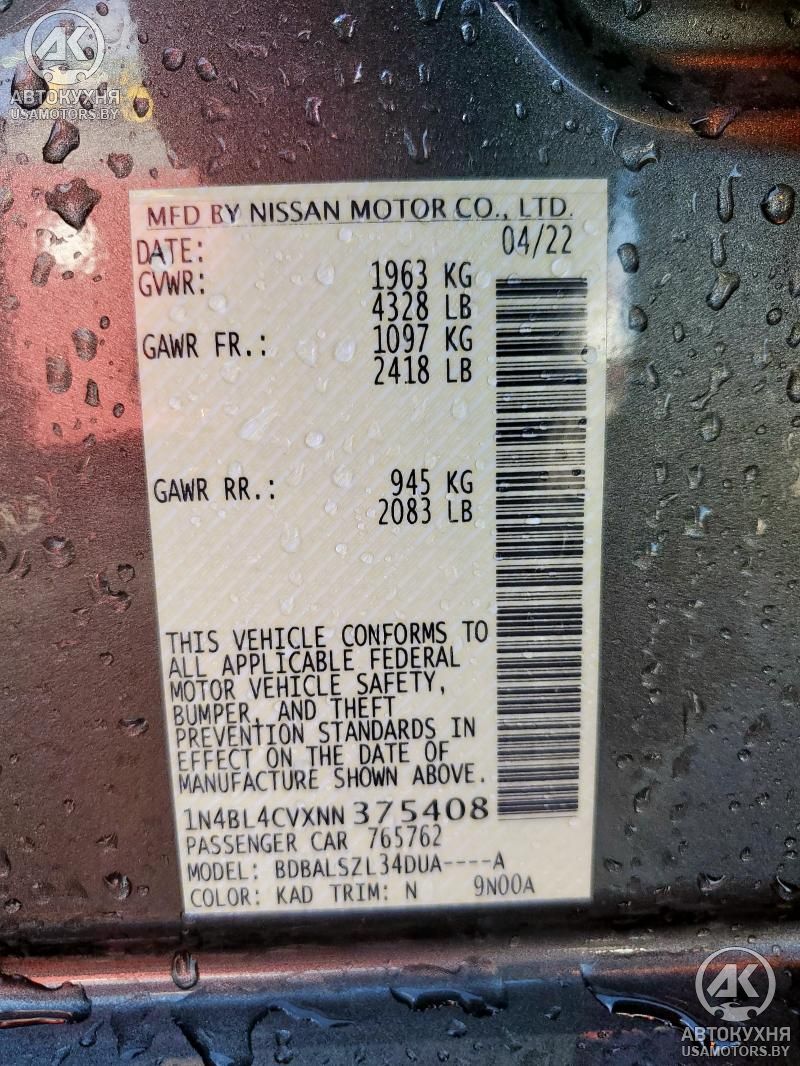 AK
АВТОКУХНЯ
USAMOTORS.BY
MFD BY NISSAN MOTOR CO., LTD.
DATE: 04/22
GVWR: 1963 KG
4328 LB
GAWR FR.: 1097 KG
2418 LB
GAWR RR.: 945 KG
2083 LB
THIS VEHICLE CONFORMS TO
ALL APPLICABLE FEDERAL
MOTOR VEHICLE SAFETY,
BUMPER, AND THEFT
PREVENTION STANDARDS IN
EFFECT ON THE DATE OF
MANUFACTURE SHOWN ABOVE.
1N4BL4CVXNN375408
PASSENGER CAR 765762
MODEL: BDBALSZL34DUA----A
COLOR: KAD TRIM: N 9N00A
AK
АВТОКУХНЯ
USAMOTORS.BY